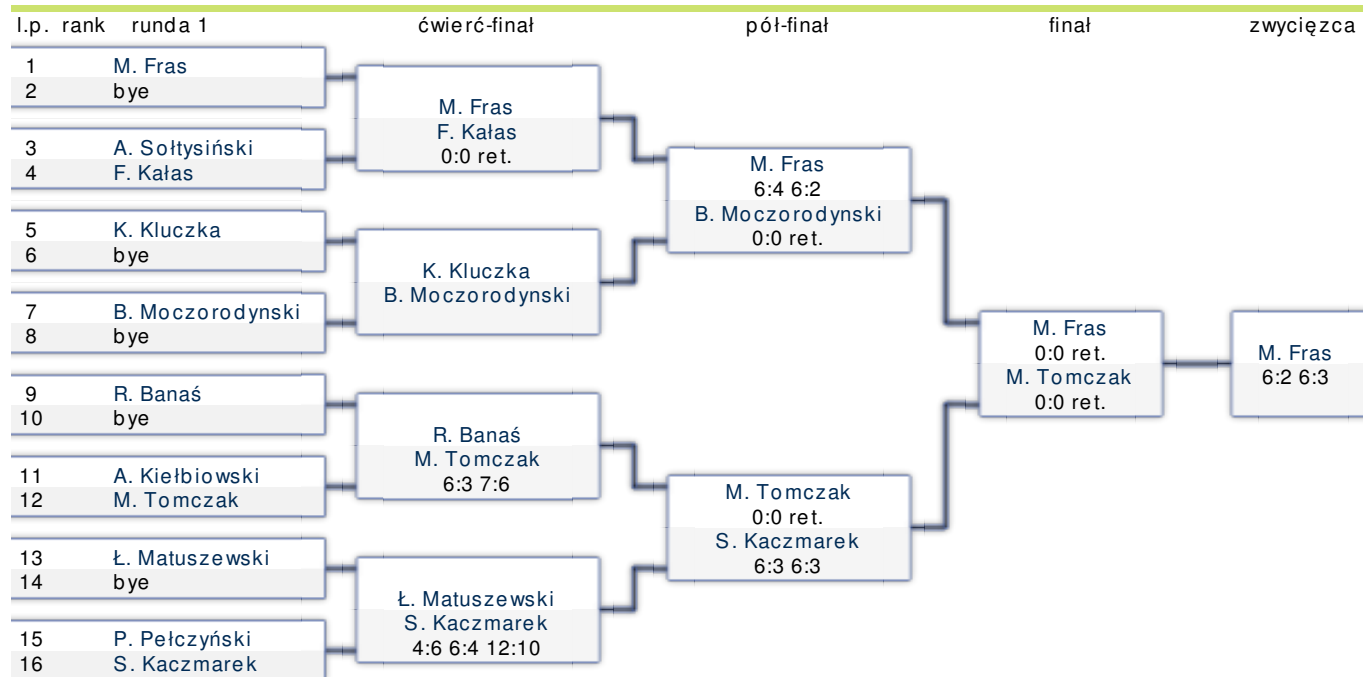 l.p. rank runda 1 ćwierć-finał pół-finał finał zwycięzca
1 M. Fras
2 bye
3 A. Sołtysiński
4 F. Kałas
5 K. Kluczka
6 bye
7 B. Moczorodynski
8 bye
9 R. Banaś
10 bye
11 A. Kiełbiowski
12 M. Tomczak
13 Ł. Matuszewski
14 bye
15 P. Pełczyński
16 S. Kaczmarek
M. Fras
F. Kałas
0:0 ret.
K. Kluczka
B. Moczorodynski
R. Banaś
M. Tomczak
6:3 7:6
Ł. Matuszewski
S. Kaczmarek
4:6 6:4 12:10
M. Fras
6:4 6:2
B. Moczorodynski
0:0 ret.
M. Tomczak
0:0 ret.
S. Kaczmarek
6:3 6:3
M. Fras
0:0 ret.
M. Tomczak
0:0 ret.
M. Fras
6:2 6:3